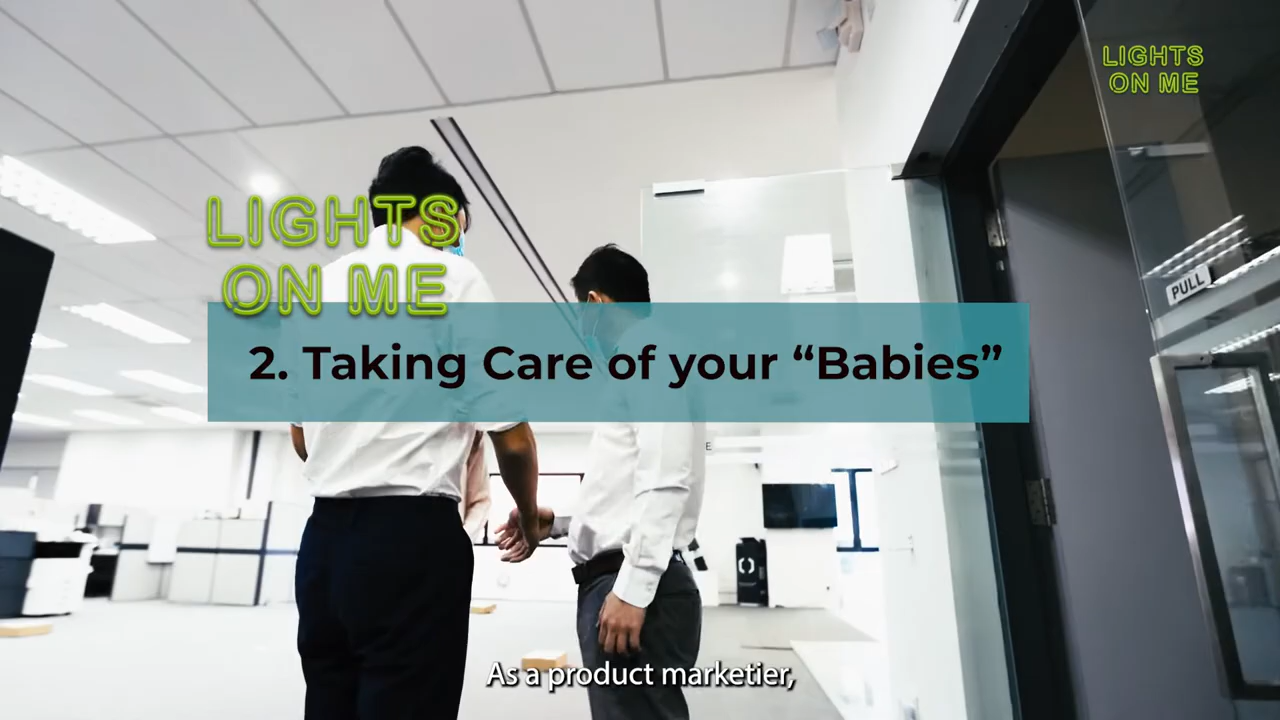 LIGHTS
ON ME
LIGHTS
ON ME
PULL
2. Taking Care of your “Babies”
E
As a product marketier,